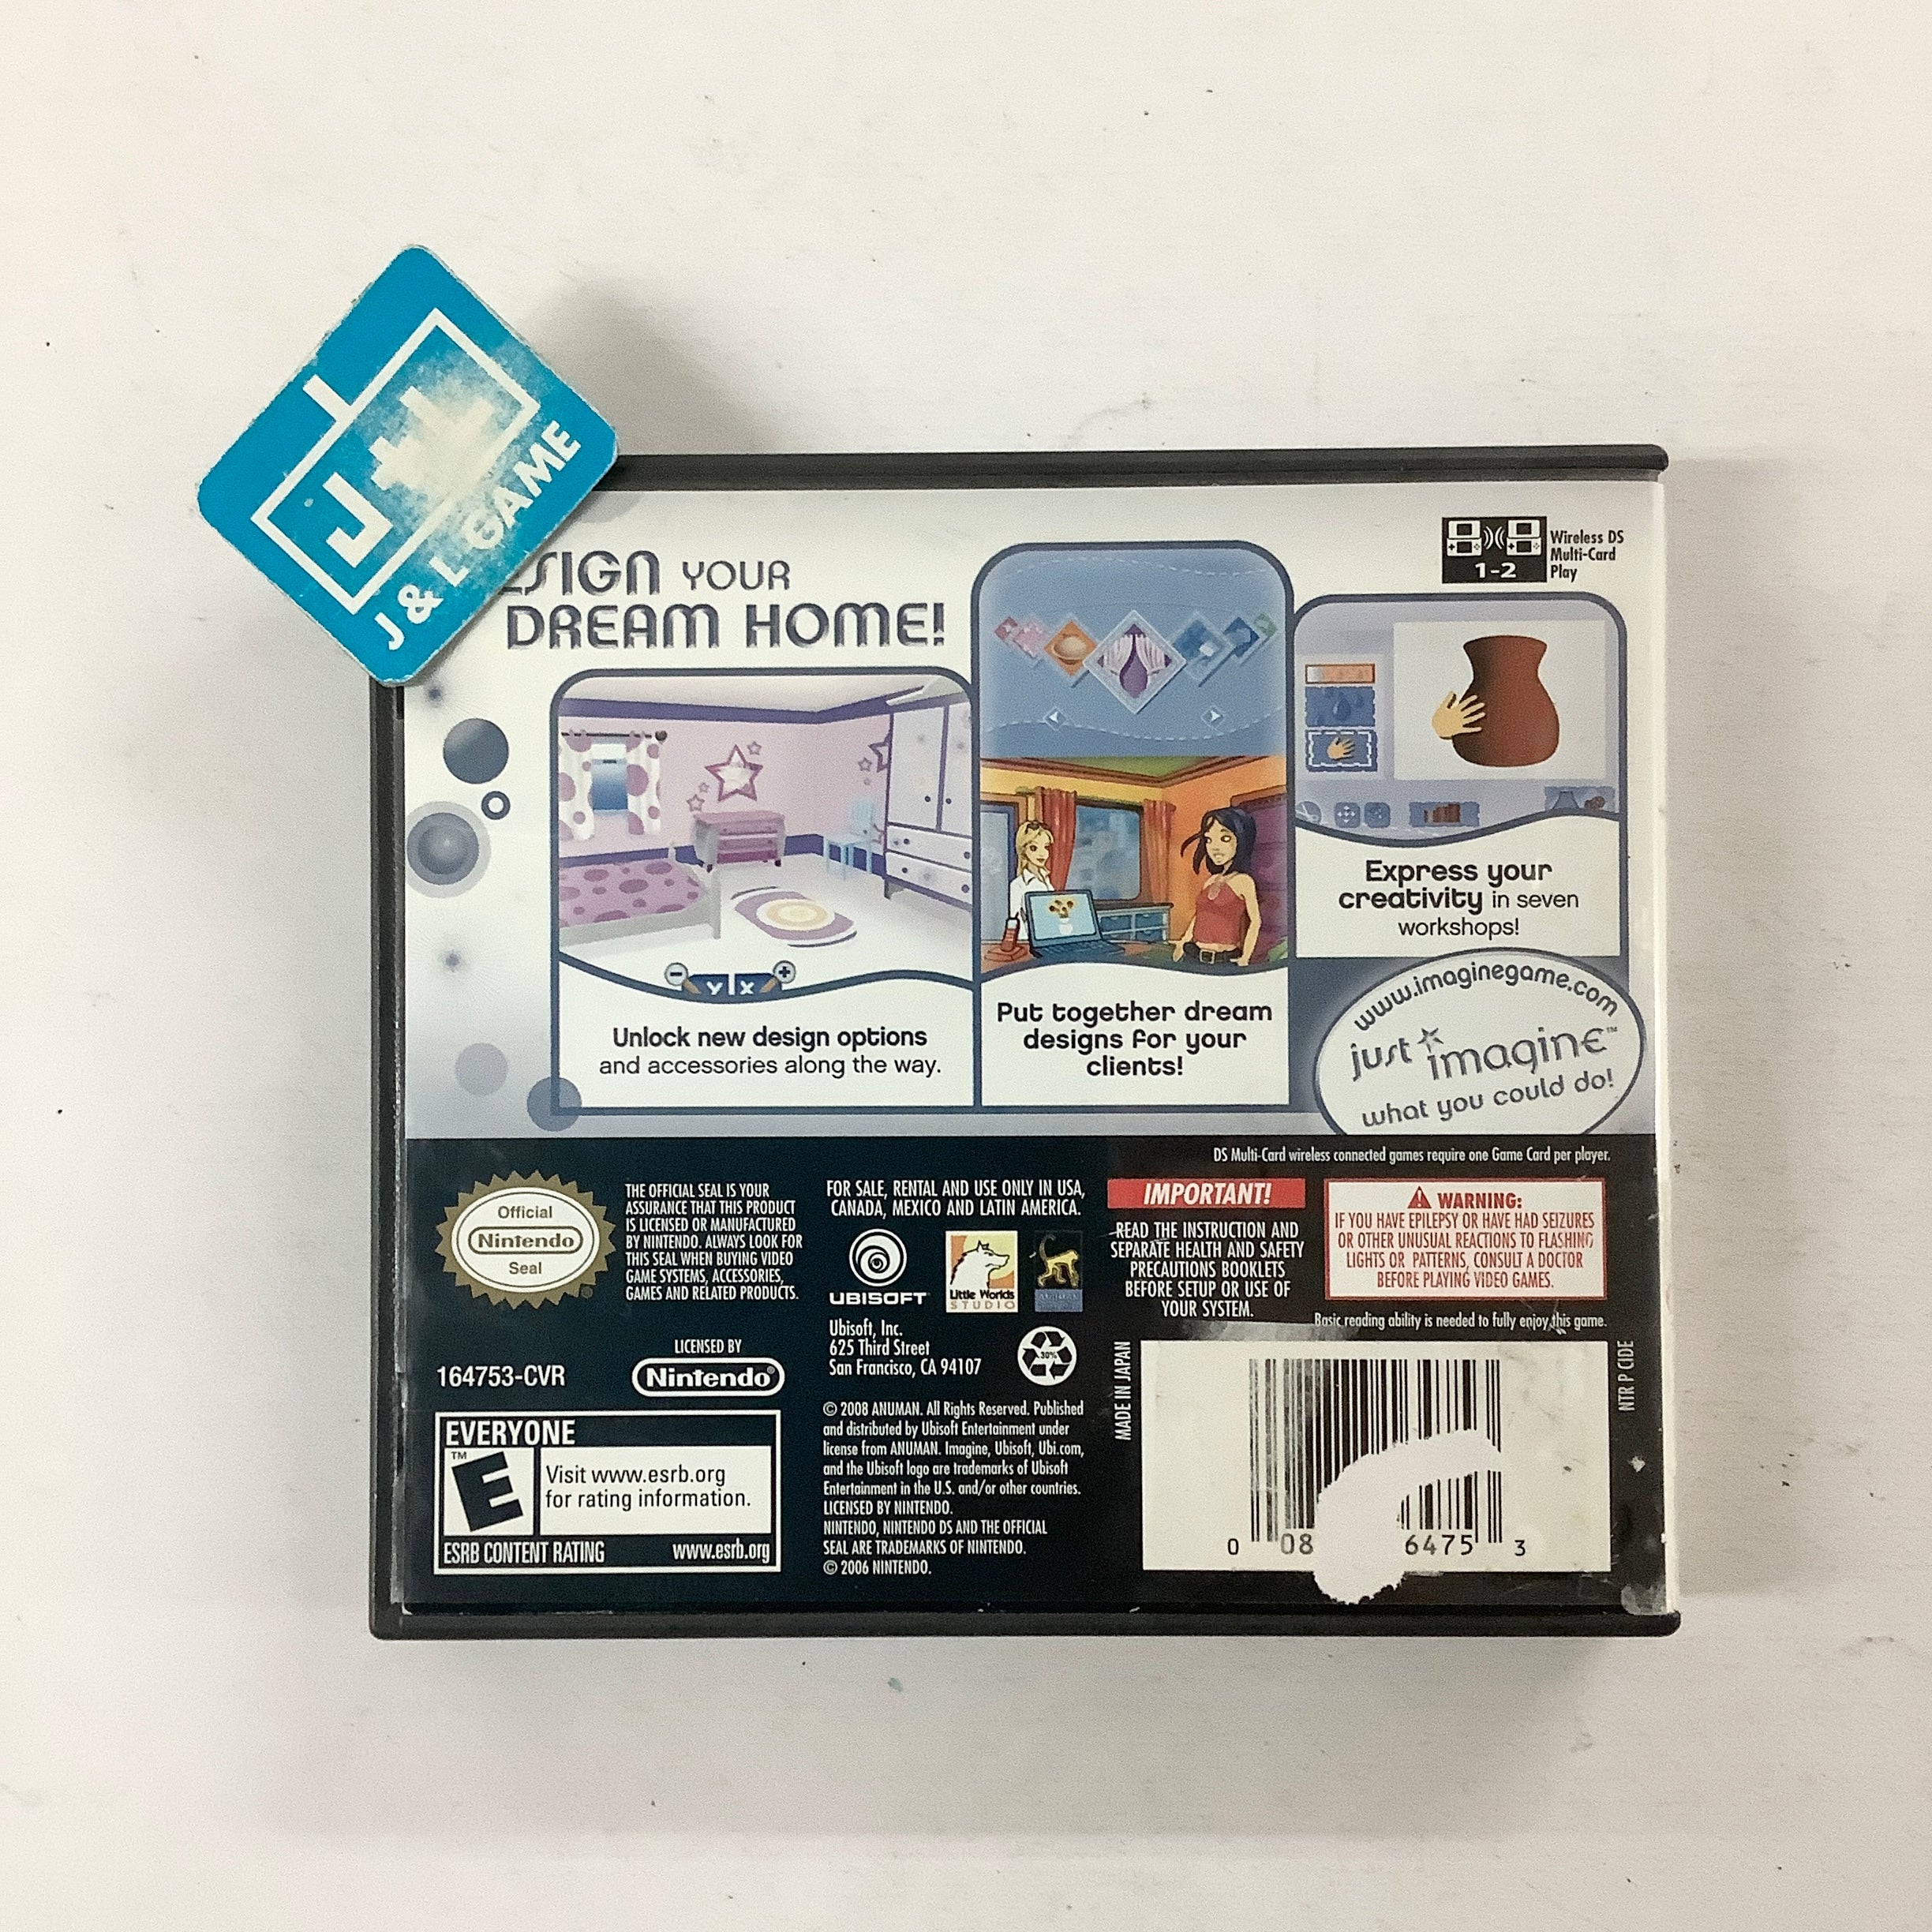 J L
J & L GAME
YOUR
DREAM HOME!
Wireless DS
Multi-Card
Play
1-2
Y X
Unlock new design options
and accessories along the way.
Put together dream
designs for your
clients!
Express your
creativity in seven
workshops!
www.imaginegame.com
just imagine™
what you could do!
DS Multi-Card wireless connected games require one Game Card per player.
Official
Nintendo
Seal
THE OFFICIAL SEAL IS YOUR
ASSURANCE THAT THIS PRODUCT
IS LICENSED OR MANUFACTURED
BY NINTENDO. ALWAYS LOOK FOR
THIS SEAL WHEN BUYING VIDEO
GAME SYSTEMS, ACCESSORIES,
GAMES AND RELATED PRODUCTS.
LICENSED BY
Nintendo®
164753-CVR
EVERYONE
E™
Visit www.esrb.org
for rating information.
ESRB CONTENT RATING www.esrb.org
FOR SALE, RENTAL AND USE ONLY IN USA,
CANADA, MEXICO AND LATIN AMERICA.
UBISOFT
Little Worlds
STUDIO
Ubisoft, Inc.
625 Third Street
San Francisco, CA 94107
30%
© 2008 ANUMAN. All Rights Reserved. Published
and distributed by Ubisoft Entertainment under
license from ANUMAN. Imagine, Ubisoft, Ubi.com,
and the Ubisoft logo are trademarks of Ubisoft
Entertainment in the U.S. and/or other countries.
LICENSED BY NINTENDO.
NINTENDO, NINTENDO DS AND THE OFFICIAL
SEAL ARE TRADEMARKS OF NINTENDO.
© 2006 NINTENDO.
IMPORTANT!
READ THE INSTRUCTION AND
SEPARATE HEALTH AND SAFETY
PRECAUTIONS BOOKLETS
BEFORE SETUP OR USE OF
YOUR SYSTEM.
WARNING:
IF YOU HAVE EPILEPSY OR HAVE HAD SEIZURES
OR OTHER UNUSUAL REACTIONS TO FLASHING
LIGHTS OR PATTERNS, CONSULT A DOCTOR
BEFORE PLAYING VIDEO GAMES.
Basic reading ability is needed to fully enjoy this game.
MADE IN JAPAN
0 08 6475 3
NTR P CIDE